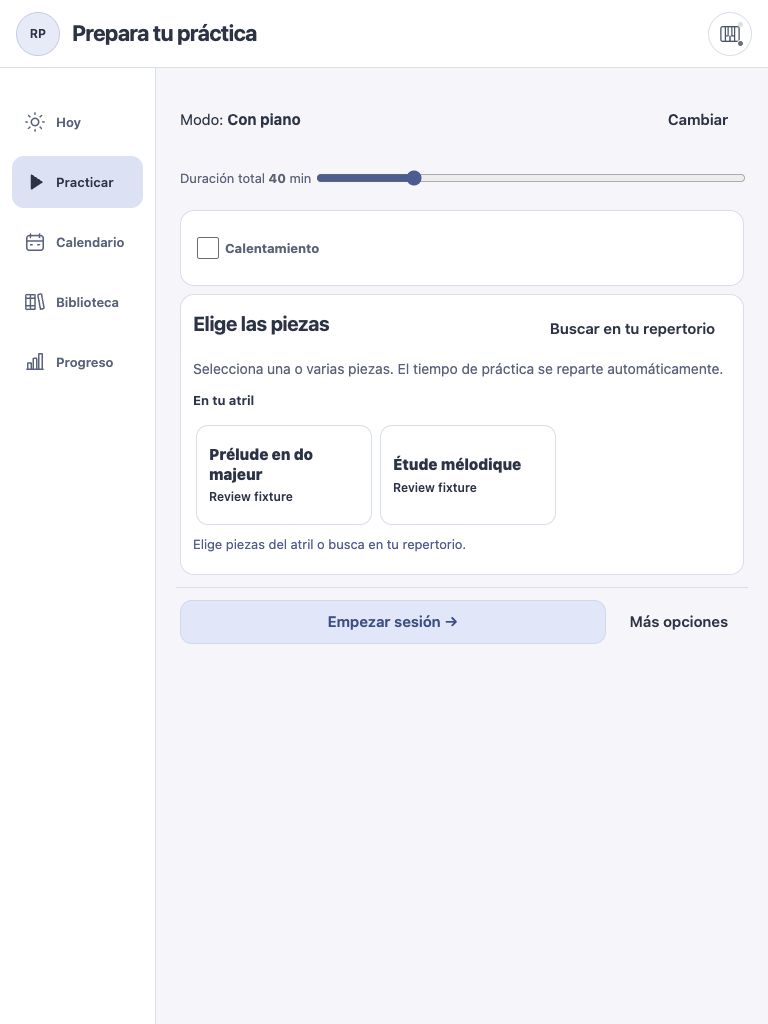 RP
Prepara tu práctica
Hoy
Practicar
Calendario
Biblioteca
Progreso
Modo: Con piano
Cambiar
Duración total 40 min
Calentamiento
Elige las piezas
Buscar en tu repertorio
Selecciona una o varias piezas. El tiempo de práctica se reparte automáticamente.
En tu atril
Prélude en do
majeur
Review fixture
Étude mélodique
Review fixture
Elige piezas del atril o busca en tu repertorio.
Empezar sesión →
Más opciones